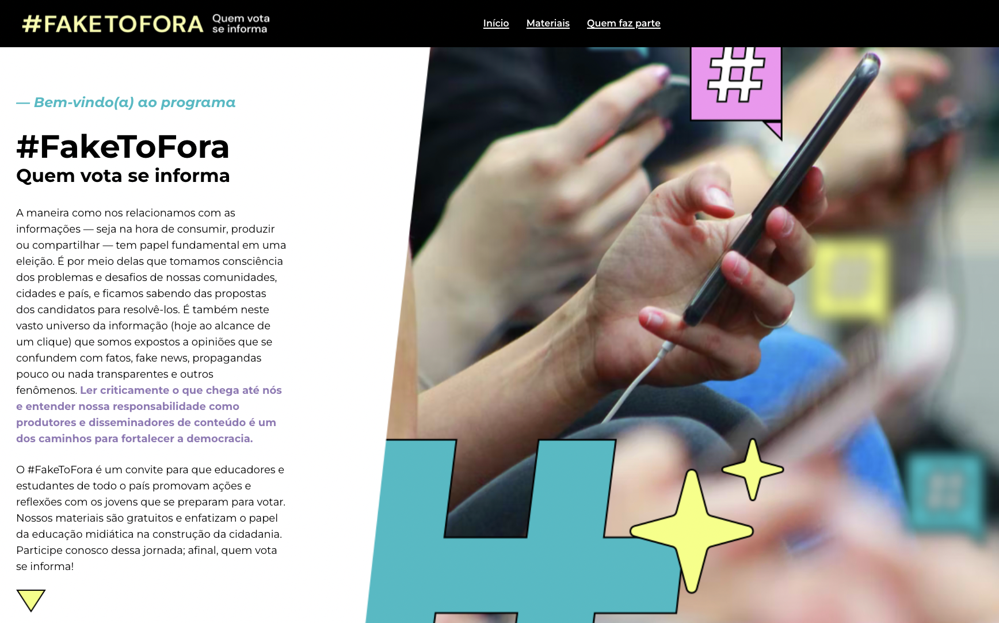 #FAKETOFORA
Quem vota
se informa
Início Materiais Quem faz parte
— Bem-vindo(a) ao programa
#FakeToFora
Quem vota se informa
A maneira como nos relacionamos com as
informações — seja na hora de consumir, produzir
ou compartilhar — tem papel fundamental em uma
eleição. É por meio delas que tomamos consciência
dos problemas e desafios de nossas comunidades,
cidades e país, e ficamos sabendo das propostas
dos candidatos para resolvê-los. É também neste
vasto universo da informação (hoje ao alcance de
um clique) que somos expostos a opiniões que se
confundem com fatos, fake news, propagandas
pouco ou nada transparentes e outros
fenômenos. Ler criticamente o que chega até nós
e entender nossa responsabilidade como
produtores e disseminadores de conteúdo é um
dos caminhos para fortalecer a democracia.
O #FakeToFora é um convite para que educadores e
estudantes de todo o país promovam ações e
reflexões com os jovens que se preparam para votar.
Nossos materiais são gratuitos e enfatizam o papel
da educação midiática na construção da cidadania.
Participe conosco dessa jornada; afinal, quem vota
se informa!
#
#
#